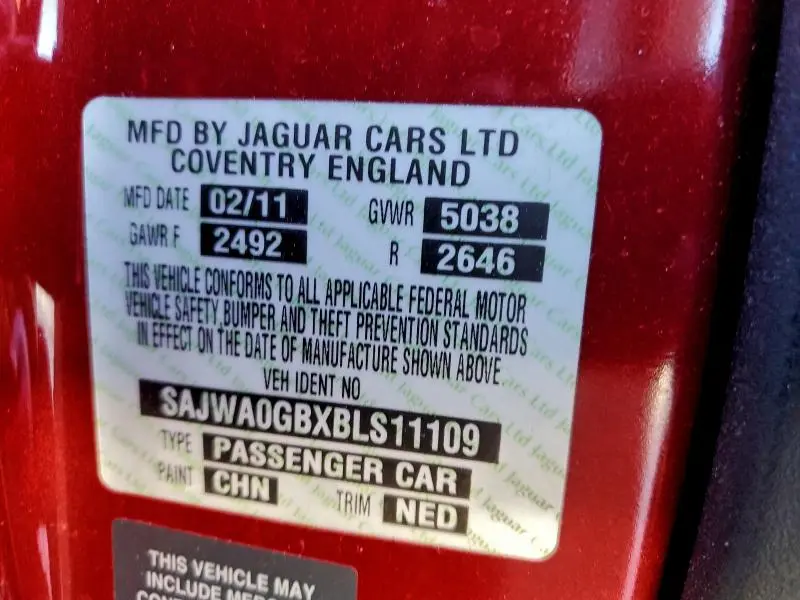 MFD BY JAGUAR CARS LTD
COVENTRY ENGLAND
MFD DATE 02/11 GVWR 5038
GAWR F 2492 R 2646
THIS VEHICLE CONFORMS TO ALL APPLICABLE FEDERAL MOTOR
VEHICLE SAFETY, BUMPER AND THEFT PREVENTION STANDARDS
IN EFFECT ON THE DATE OF MANUFACTURE SHOWN ABOVE
VEH IDENT NO
SAJWA0GBXBLS11109
TYPE PASSENGER CAR
PAINT CHN TRIM NED
THIS VEHICLE MAY
INCLUDE